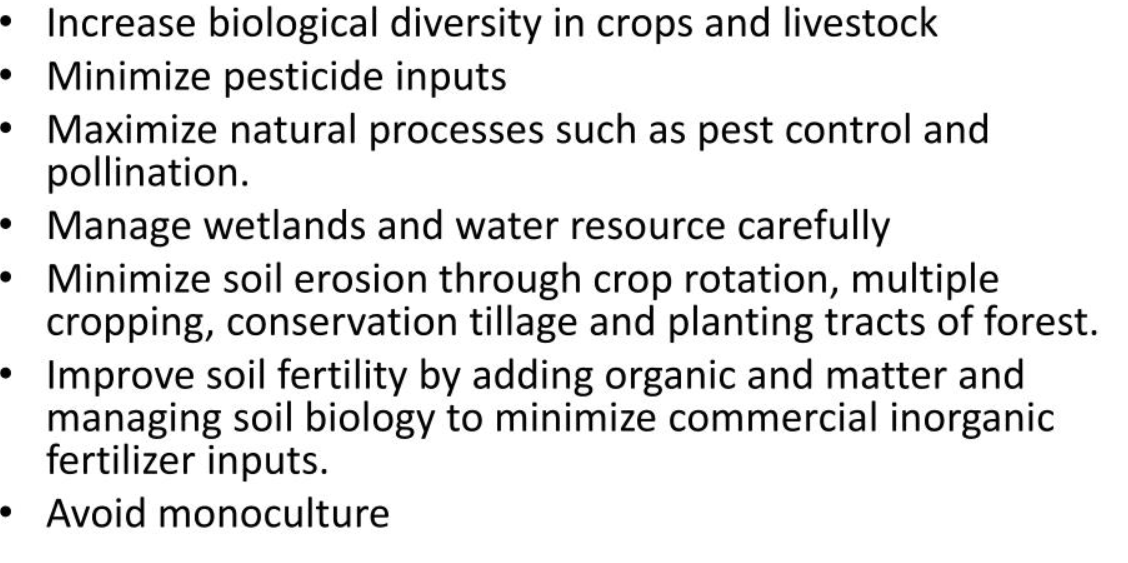 • Increase biological diversity in crops and livestock
• Minimize pesticide inputs
• Maximize natural processes such as pest control and
pollination.
• Manage wetlands and water resource carefully
• Minimize soil erosion through crop rotation, multiple
cropping, conservation tillage and planting tracts of forest.
• Improve soil fertility by adding organic and matter and
managing soil biology to minimize commercial inorganic
fertilizer inputs.
• Avoid monoculture